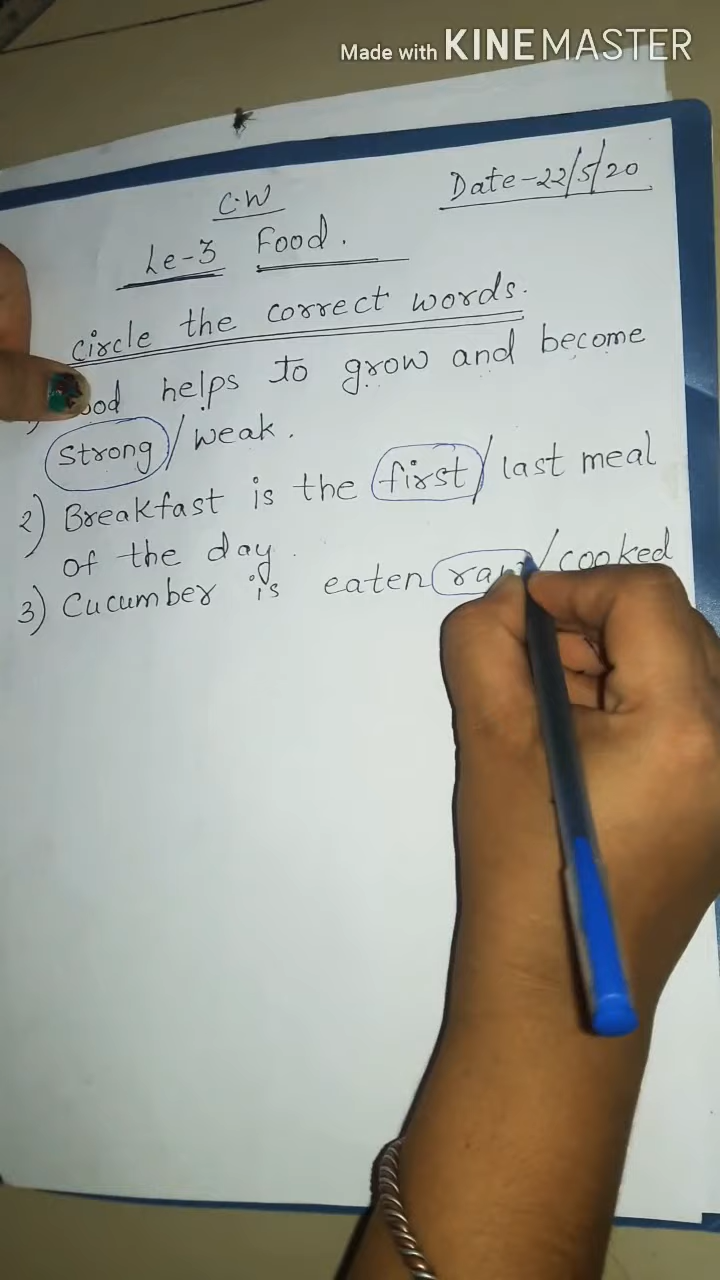 Made with KINEMASTER
C.W
Date-22/5/20
Le-3 Food.
Circle the correct words.
helps to grow and become
Strong/weak.
2) Breakfast is the first/last meal
of the day.
3) Cucumber is eaten /cooked